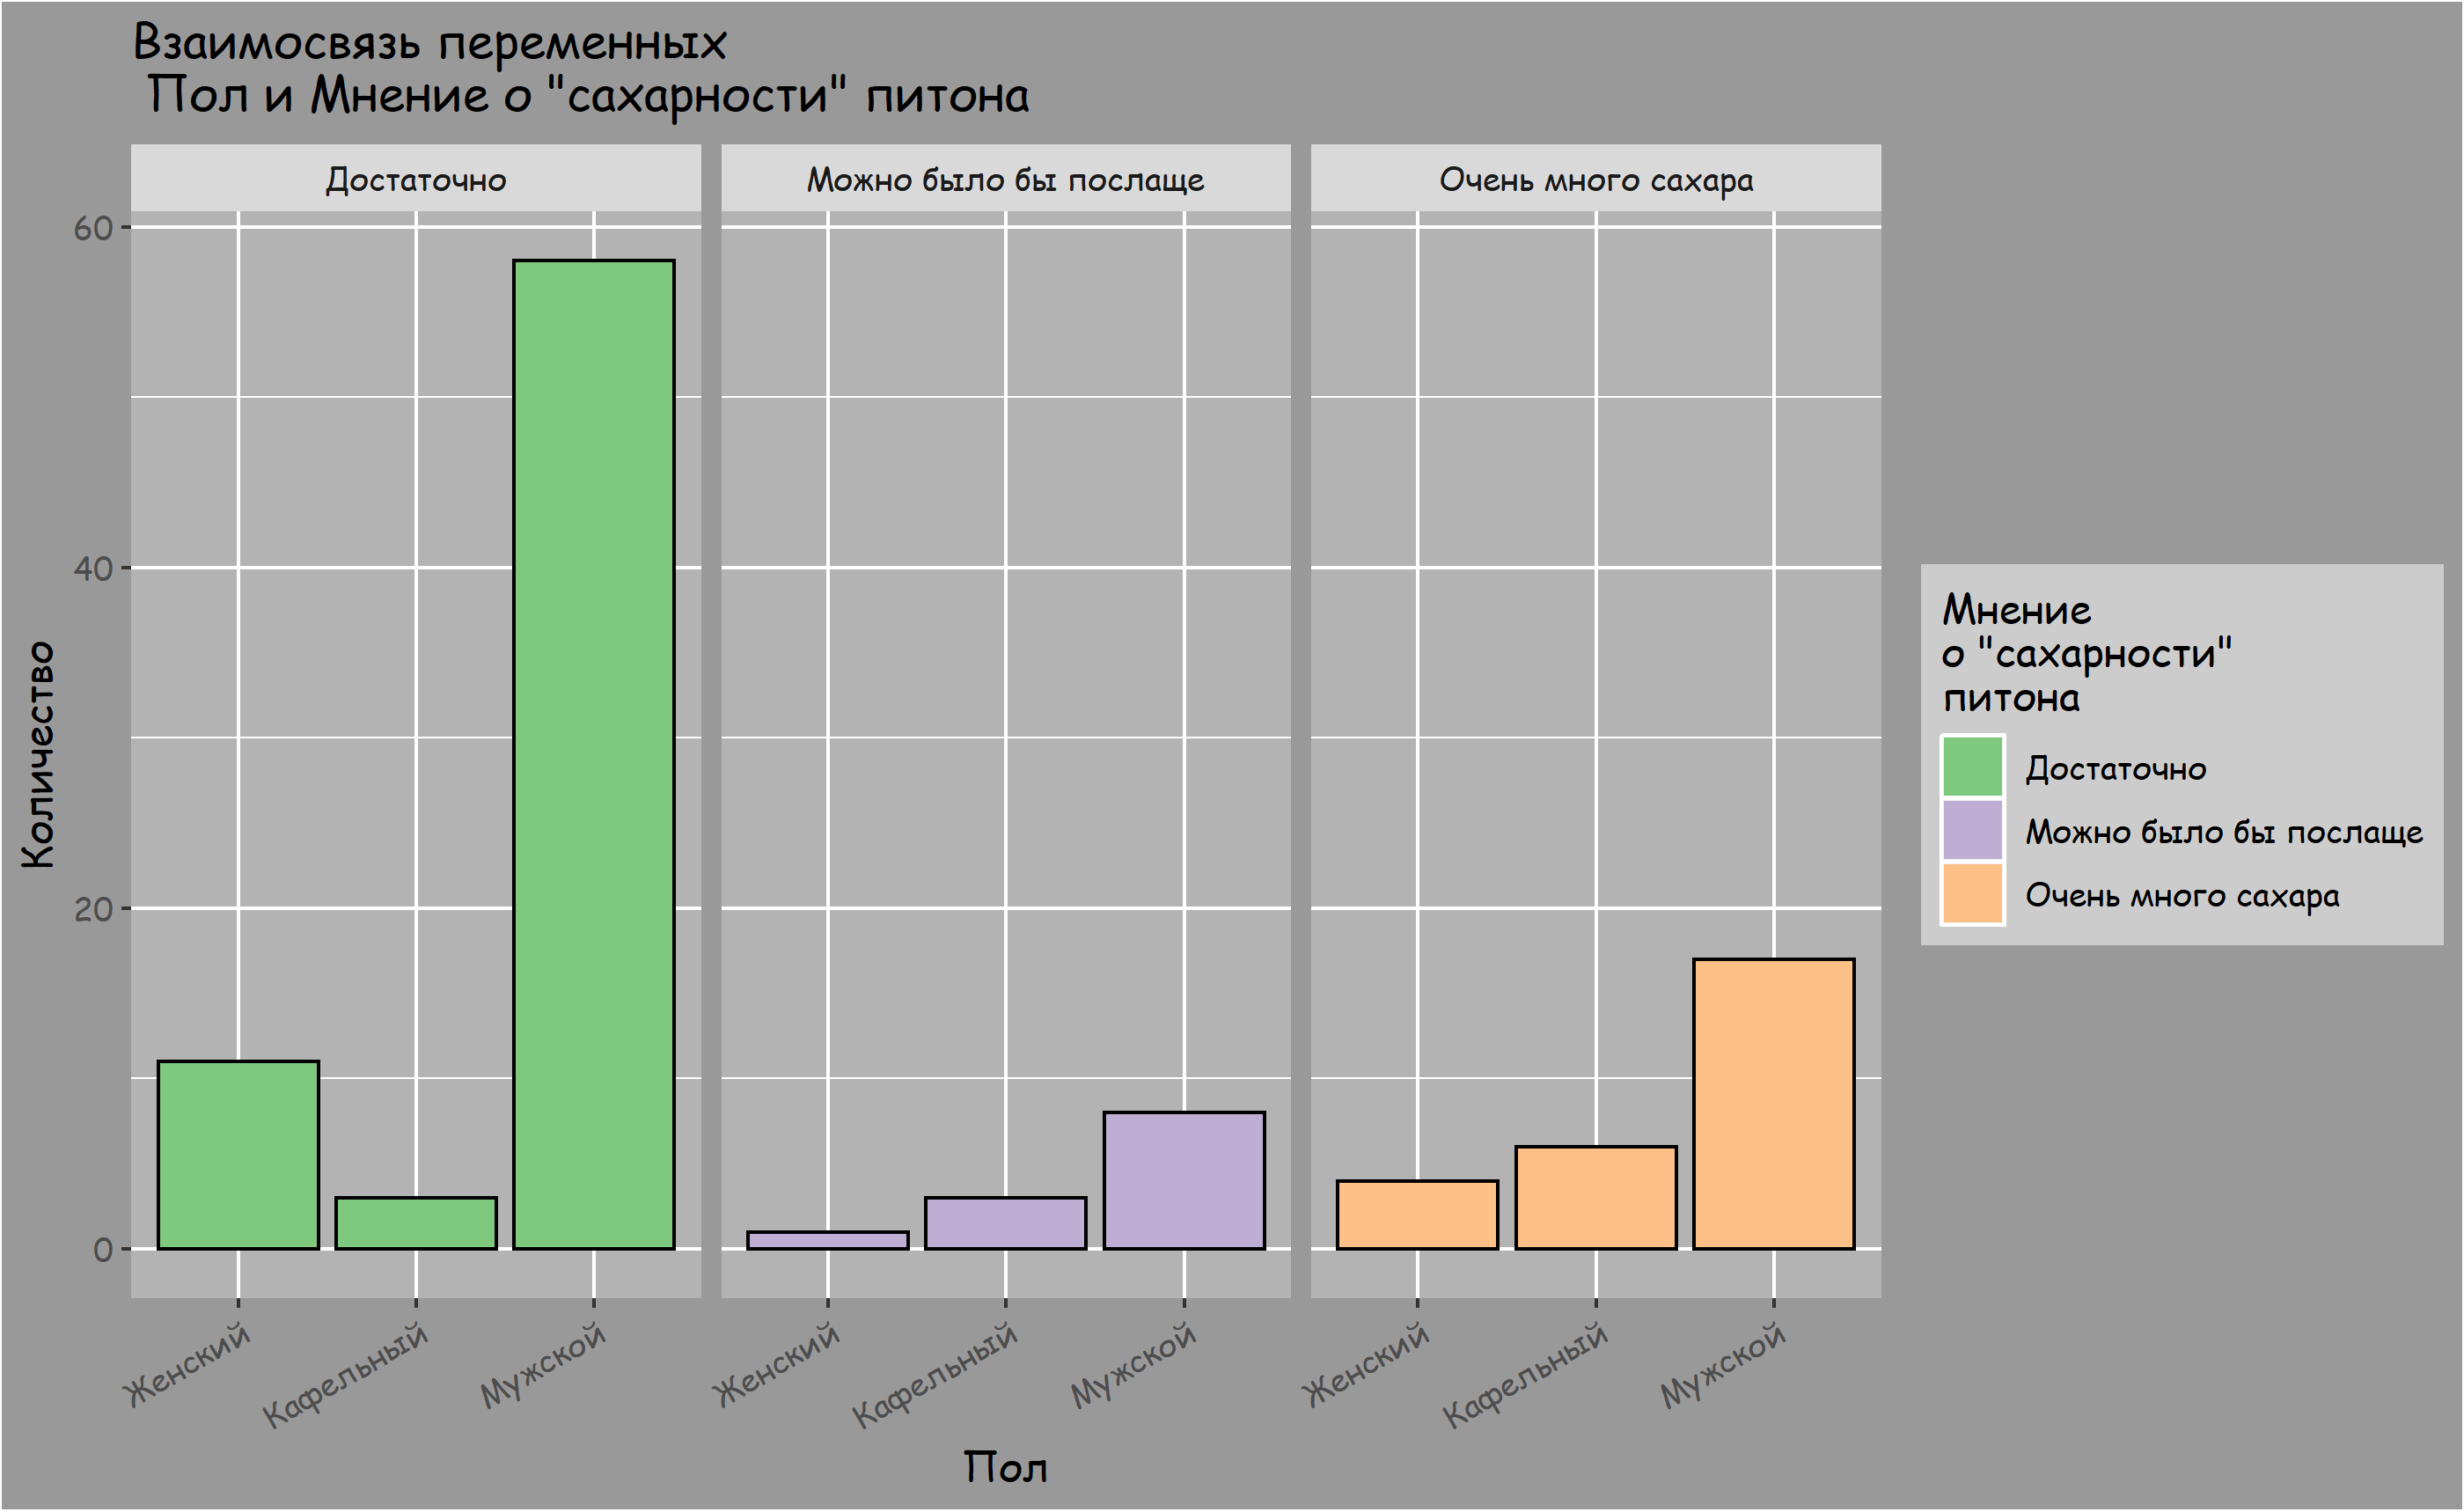 Взаимосвязь переменных
Пол и Мнение о "сахарности" питона
Достаточно
Можно было бы послаще
Очень много сахара
60
40
20
0
Количество
Женский
Кафельный
Мужской
Женский
Кафельный
Мужской
Женский
Кафельный
Мужской
Пол
Мнение
о "сахарности"
питона
Достаточно
Можно было бы послаще
Очень много сахара